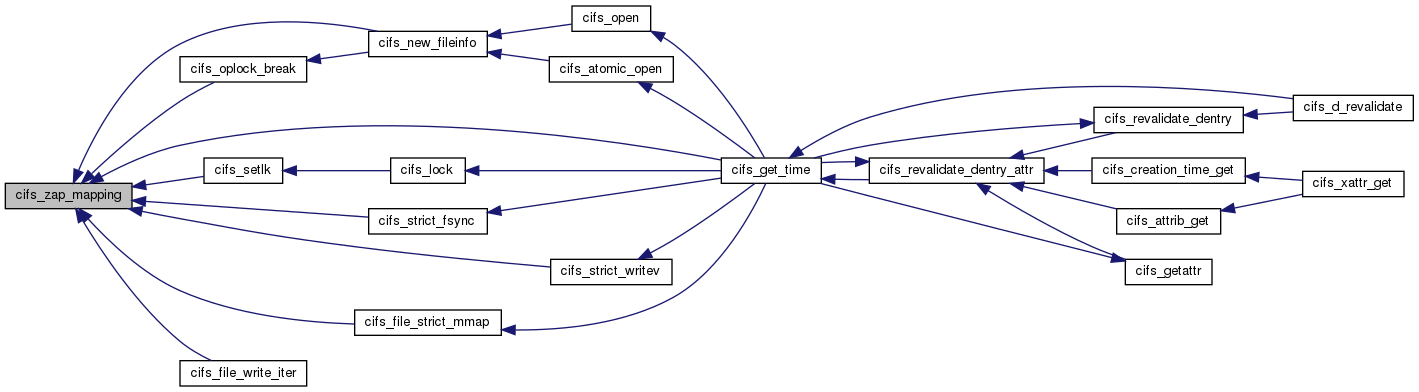 cifs_open
cifs_new_fileinfo
cifs_oplock_break
cifs_atomic_open
cifs_d_revalidate
cifs_revalidate_dentry
cifs_setlk
cifs_lock
cifs_get_time
cifs_revalidate_dentry_attr
cifs_creation_time_get
cifs_xattr_get
cifs_zap_mapping
cifs_strict_fsync
cifs_attrib_get
cifs_strict_writev
cifs_getattr
cifs_file_strict_mmap
cifs_file_write_iter